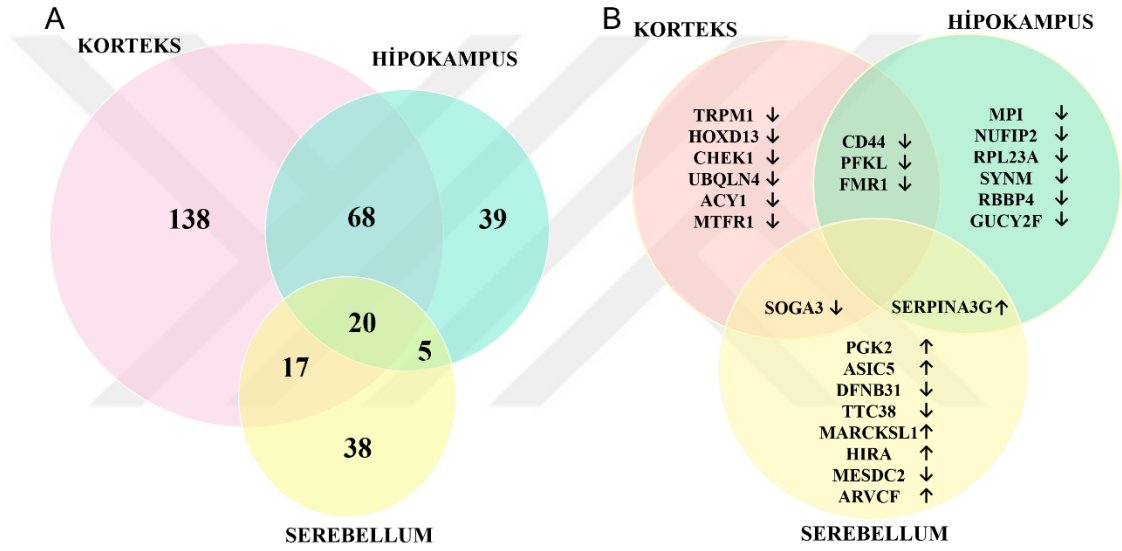 A
KORTEKS
HİPOKAMPUS
138
68
39
20
17
5
38
SEREBELLUM
B
KORTEKS
HİPOKAMPUS
TRPM1 ↓
HOXD13 ↓
CHEK1 ↓
UBQLN4 ↓
ACY1 ↓
MTFR1 ↓
CD44 ↓
PFKL ↓
FMR1 ↓
MPI ↓
NUFIP2 ↓
RPL23A ↓
SYNM ↓
RBBP4 ↓
GUCY2F ↓
SOGA3 ↓
SERPINA3G ↑
PGK2 ↑
ASIC5 ↑
DFNB31 ↓
TTC38 ↓
MARCKSL1 ↑
HIRA ↑
MESDC2 ↓
ARVCF ↑
SEREBELLUM